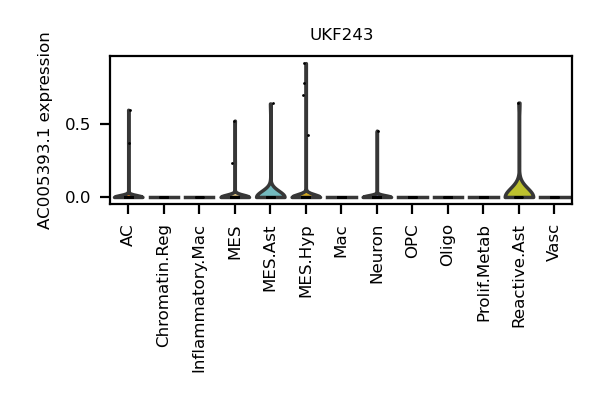 UKF243
AC005393.1 expression
0.5
0.0
AC
Chromatin.Reg
Inflammatory.Mac
MES
MES.Ast
MES.Hyp
Mac
Neuron
OPC
Oligo
Prolif.Metab
Reactive.Ast
Vasc